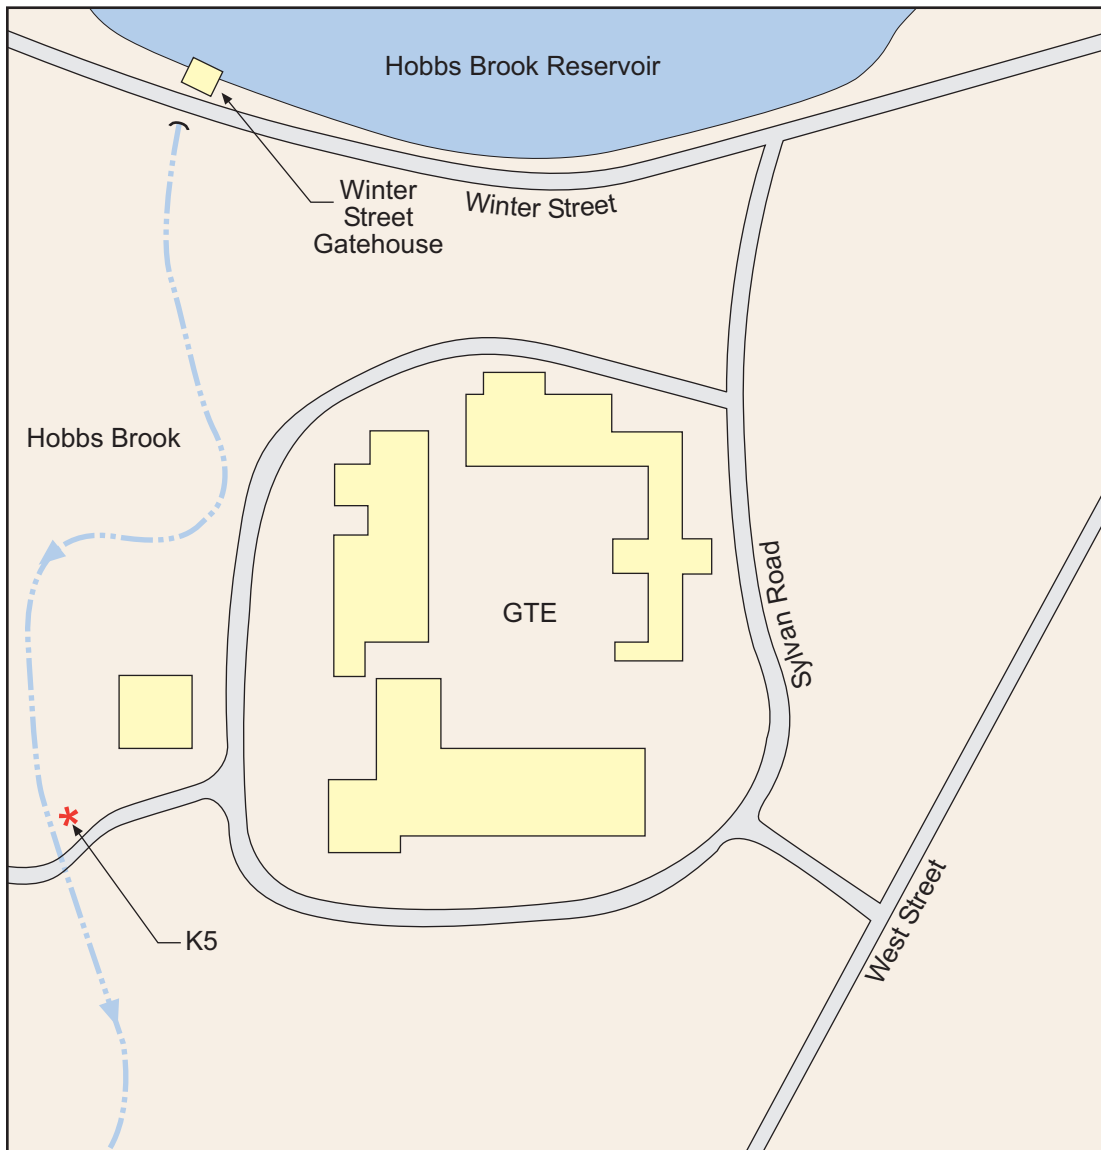 Hobbs Brook Reservoir
Winter
Street
Gatehouse
Winter Street
Hobbs Brook
GTE
Sylvan Road
West Street
K5